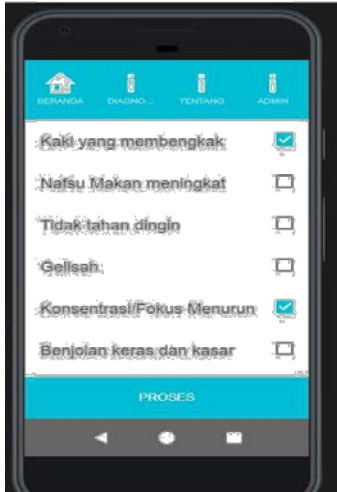 BERANDA DIAGNO... TENTANG ADMIN
Kaki yang membengkak
Nafsu Makan meningkat
Tidak tahan dingin
Gelisah
Konsentrasi/Fokus Menurun
Benjolan keras dan kasar
PROSES